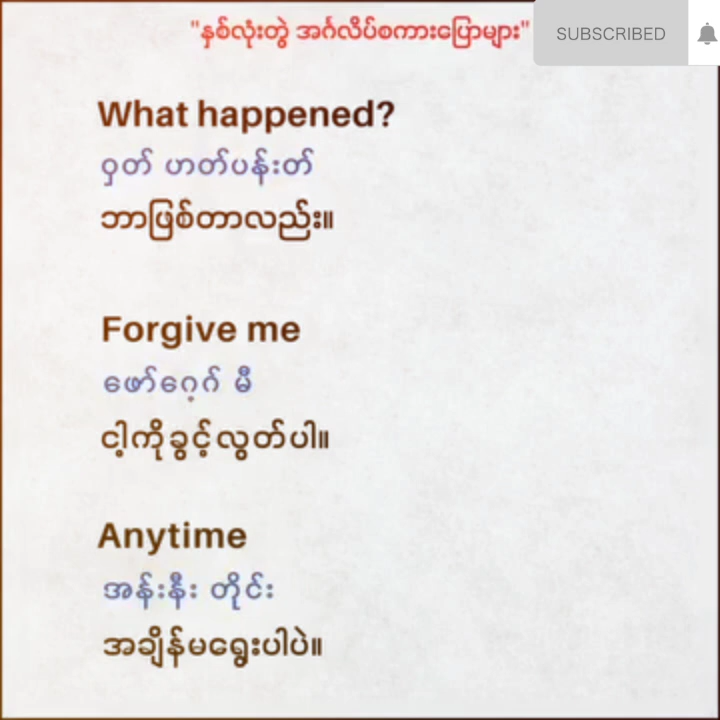 "နှစ်လုံးတွဲ အင်္ဂလိပ်စကားပြောများ"
SUBSCRIBED
What happened?
ဝှတ် ဟတ်ပန်းတ်
ဘာဖြစ်တာလည်း။
Forgive me
ဖော်ဂေ့ဂ် မီ
ငါ့ကိုခွင့်လွတ်ပါ။
Anytime
အန်းနီး တိုင်း
အချိန်မရွေးပါပဲ။